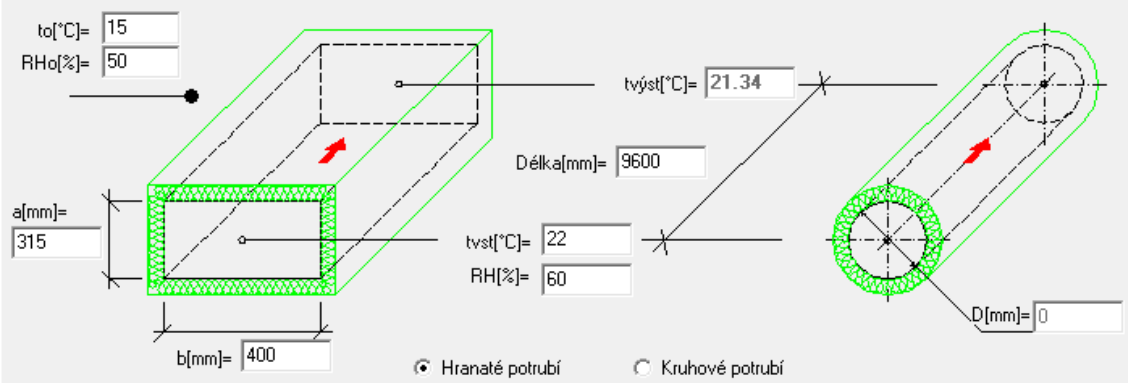 to[°C]= 15
RHo[%]= 50
tvýst[°C]= 21.34
Délka[mm]= 9600
a[mm]=
315
tvst[°C]= 22
RH[%]= 60
D[mm]= 0
b[mm]= 400
Hranaté potrubí
Kruhové potrubí